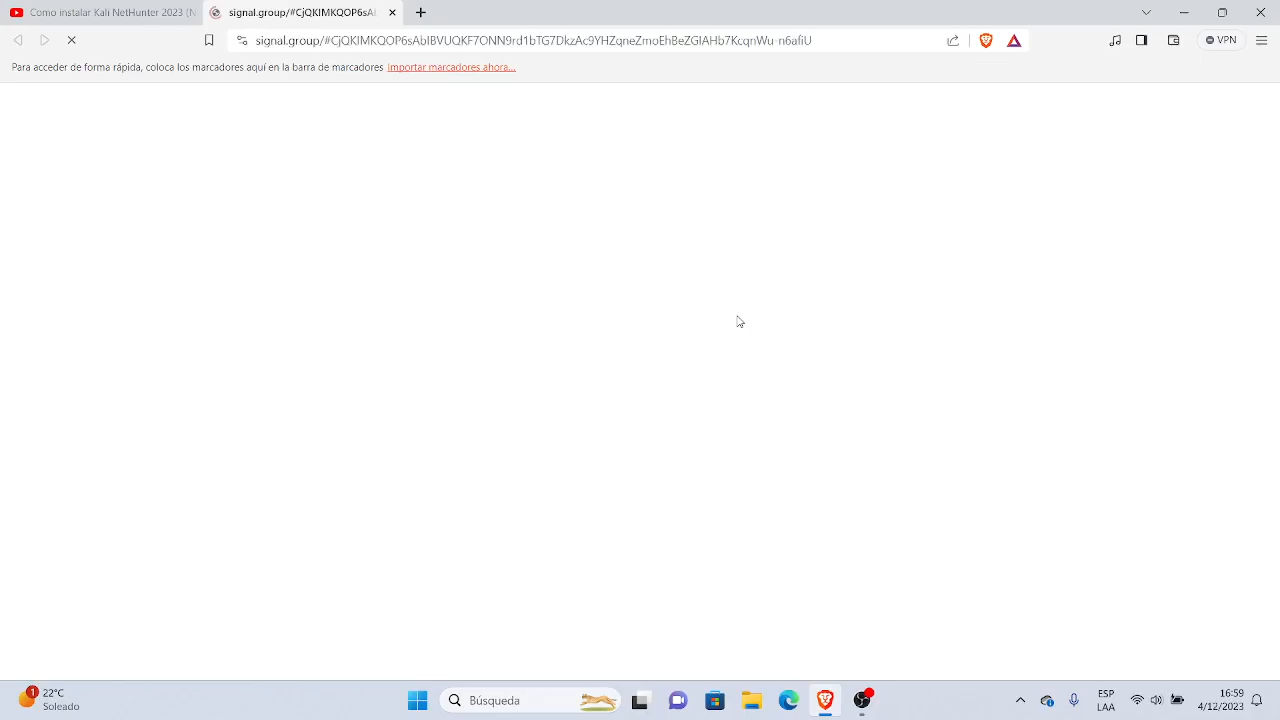 Como instalar Kali NetHunter 2023 (N
signal.group/#CjQKIMKQOP6sAl
signal.group/#CjQKIMKQOP6sAbIBVUQKF7ONN9rd1bTG7DkzAc9YHZqneZmoEhBeZGlAHb7KcqnWu-n6afiU
VPN
Para acceder de forma rápida, coloca los marcadores aquí en la barra de marcadores Importar marcadores ahora...
1
22°C
Soleado
Búsqueda
ESP
LAA
16:59
4/12/2023